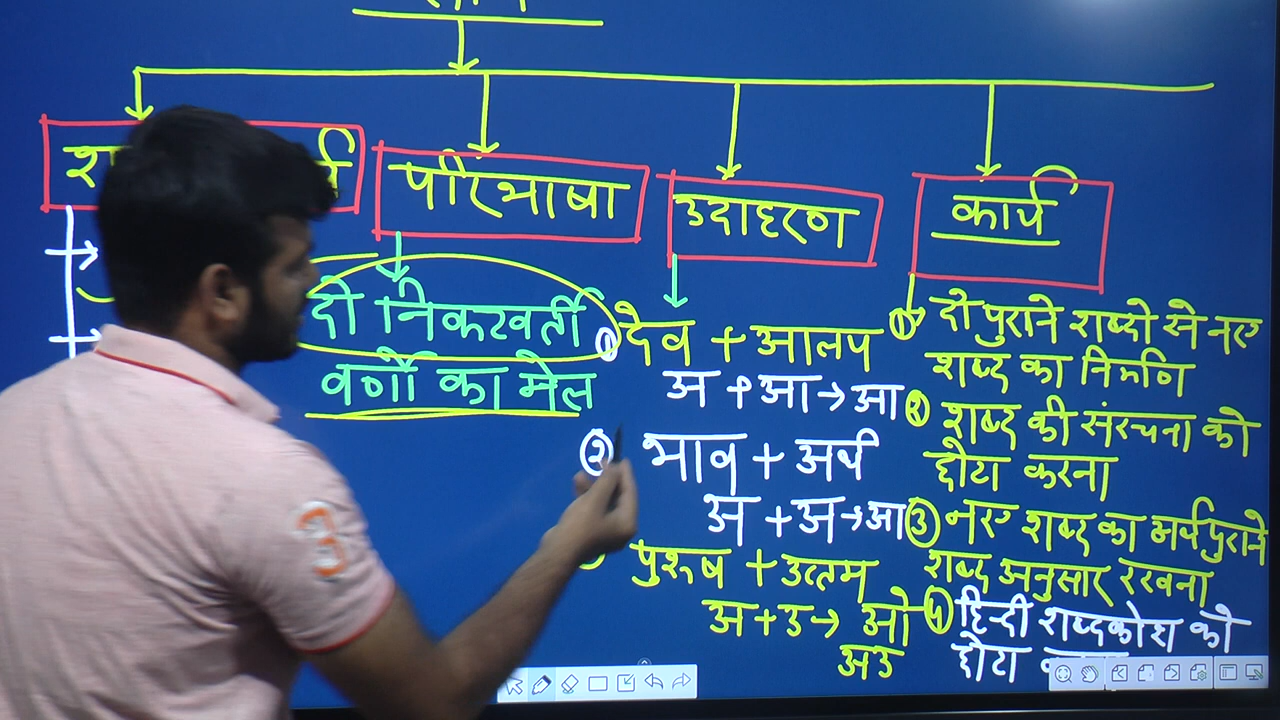 परिभाषा
उदाहरण
कार्य
दो निकटवर्ती
वर्णों का मेल
① देव + आलय
अ + आ → आ
② भाव + अर्थ
अ + अ → आ
पुरूष + उत्तम
अ + उ → ओ
अउ
① दो पुराने शब्दों से नए
शब्द का निर्माण
② शब्द की संरचना को
छोटा करना
③ नए शब्द का अर्थ पुराने
शब्द अनुसार रखना
④ हिन्दी शब्दकोश को
छोटा
3